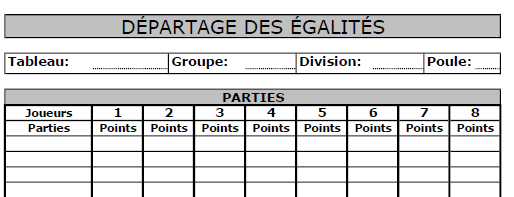 DÉPARTAGE DES ÉGALITÉS
Tableau: Groupe: Division: Poule:
PARTIES
Joueurs 1 2 3 4 5 6 7 8
Parties Points Points Points Points Points Points Points Points